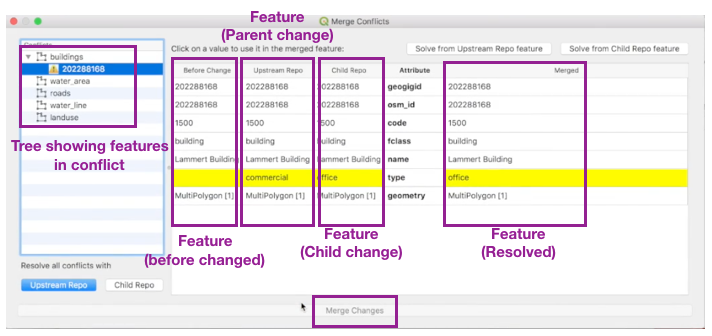 Feature
(Parent change)
Merge Conflicts
Conflicts
Click on a value to use it in the merged feature:
Solve from Upstream Repo feature
Solve from Child Repo feature
buildings
202288168
water_area
roads
water_line
landuse
Before Change Upstream Repo Child Repo Attribute Merged
202288168 202288168 202288168 geogigid 202288168
202288168 202288168 202288168 osm_id 202288168
1500 1500 1500 code 1500
building building building fclass building
Lammert Building Lammert Building Lammert Building name Lammert Building
commercial office type office
MultiPolygon [1] MultiPolygon [1] MultiPolygon [1] geometry MultiPolygon [1]
Tree showing features
in conflict
Feature
(before changed)
Feature
(Child change)
Feature
(Resolved)
Resolve all conflicts with
Upstream Repo Child Repo
Merge Changes